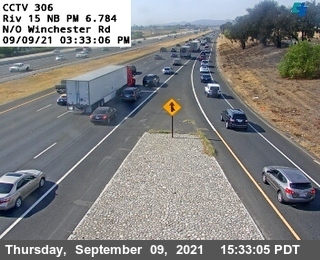 CCTV 306
Riv 15 NB PM 6.784
N/O Winchester Rd
09/09/21 03:33:06 PM
Thursday, September 09, 2021 15:33:05 PDT